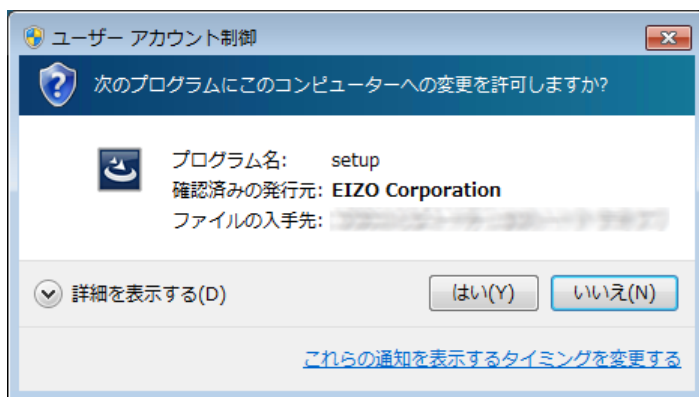 ユーザー アカウント制御
次のプログラムにこのコンピューターへの変更を許可しますか?
プログラム名: setup
確認済みの発行元: EIZO Corporation
ファイルの入手先:
詳細を表示する(D) はい(Y) いいえ(N)
これらの通知を表示するタイミングを変更する